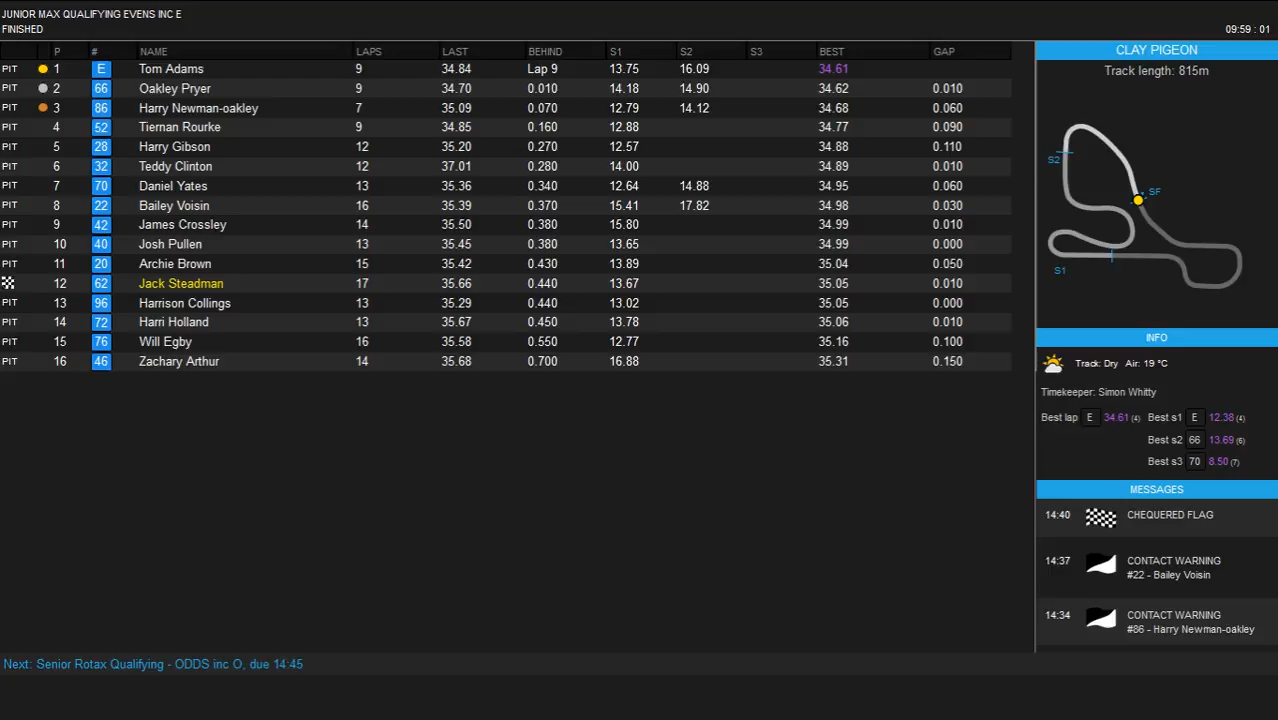 JUNIOR MAX QUALIFYING EVENS INC E
FINISHED
09:59 : 01
P # NAME LAPS LAST BEHIND S1 S2 S3 BEST GAP
PIT 1 E Tom Adams 9 34.84 Lap 9 13.75 16.09 34.61
PIT 2 66 Oakley Pryer 9 34.70 0.010 14.18 14.90 34.62 0.010
PIT 3 86 Harry Newman-oakley 7 35.09 0.070 12.79 14.12 34.68 0.060
PIT 4 52 Tiernan Rourke 9 34.85 0.160 12.88 34.77 0.090
PIT 5 28 Harry Gibson 12 35.20 0.270 12.57 34.88 0.110
PIT 6 32 Teddy Clinton 12 37.01 0.280 14.00 34.89 0.010
PIT 7 70 Daniel Yates 13 35.36 0.340 12.64 14.88 34.95 0.060
PIT 8 22 Bailey Voisin 16 35.39 0.370 15.41 17.82 34.98 0.030
PIT 9 42 James Crossley 14 35.50 0.380 15.80 34.99 0.010
PIT 10 40 Josh Pullen 13 35.45 0.380 13.65 34.99 0.000
PIT 11 20 Archie Brown 15 35.42 0.430 13.89 35.04 0.050
12 62 Jack Steadman 17 35.66 0.440 13.67 35.05 0.010
PIT 13 96 Harrison Collings 13 35.29 0.440 13.02 35.05 0.000
PIT 14 72 Harri Holland 13 35.67 0.450 13.78 35.06 0.010
PIT 15 76 Will Egby 16 35.58 0.550 12.77 35.16 0.100
PIT 16 46 Zachary Arthur 14 35.68 0.700 16.88 35.31 0.150
CLAY PIGEON
Track length: 815m
S2
SF
S1
INFO
Track: Dry Air: 19 °C
Timekeeper: Simon Whitty
Best lap E 34.61 (4) Best s1 E 12.38 (4)
Best s2 66 13.69 (6)
Best s3 70 8.50 (7)
MESSAGES
14:40 CHEQUERED FLAG
14:37 CONTACT WARNING
#22 - Bailey Voisin
14:34 CONTACT WARNING
#86 - Harry Newman-oakley
Next: Senior Rotax Qualifying - ODDS inc O, due 14:45